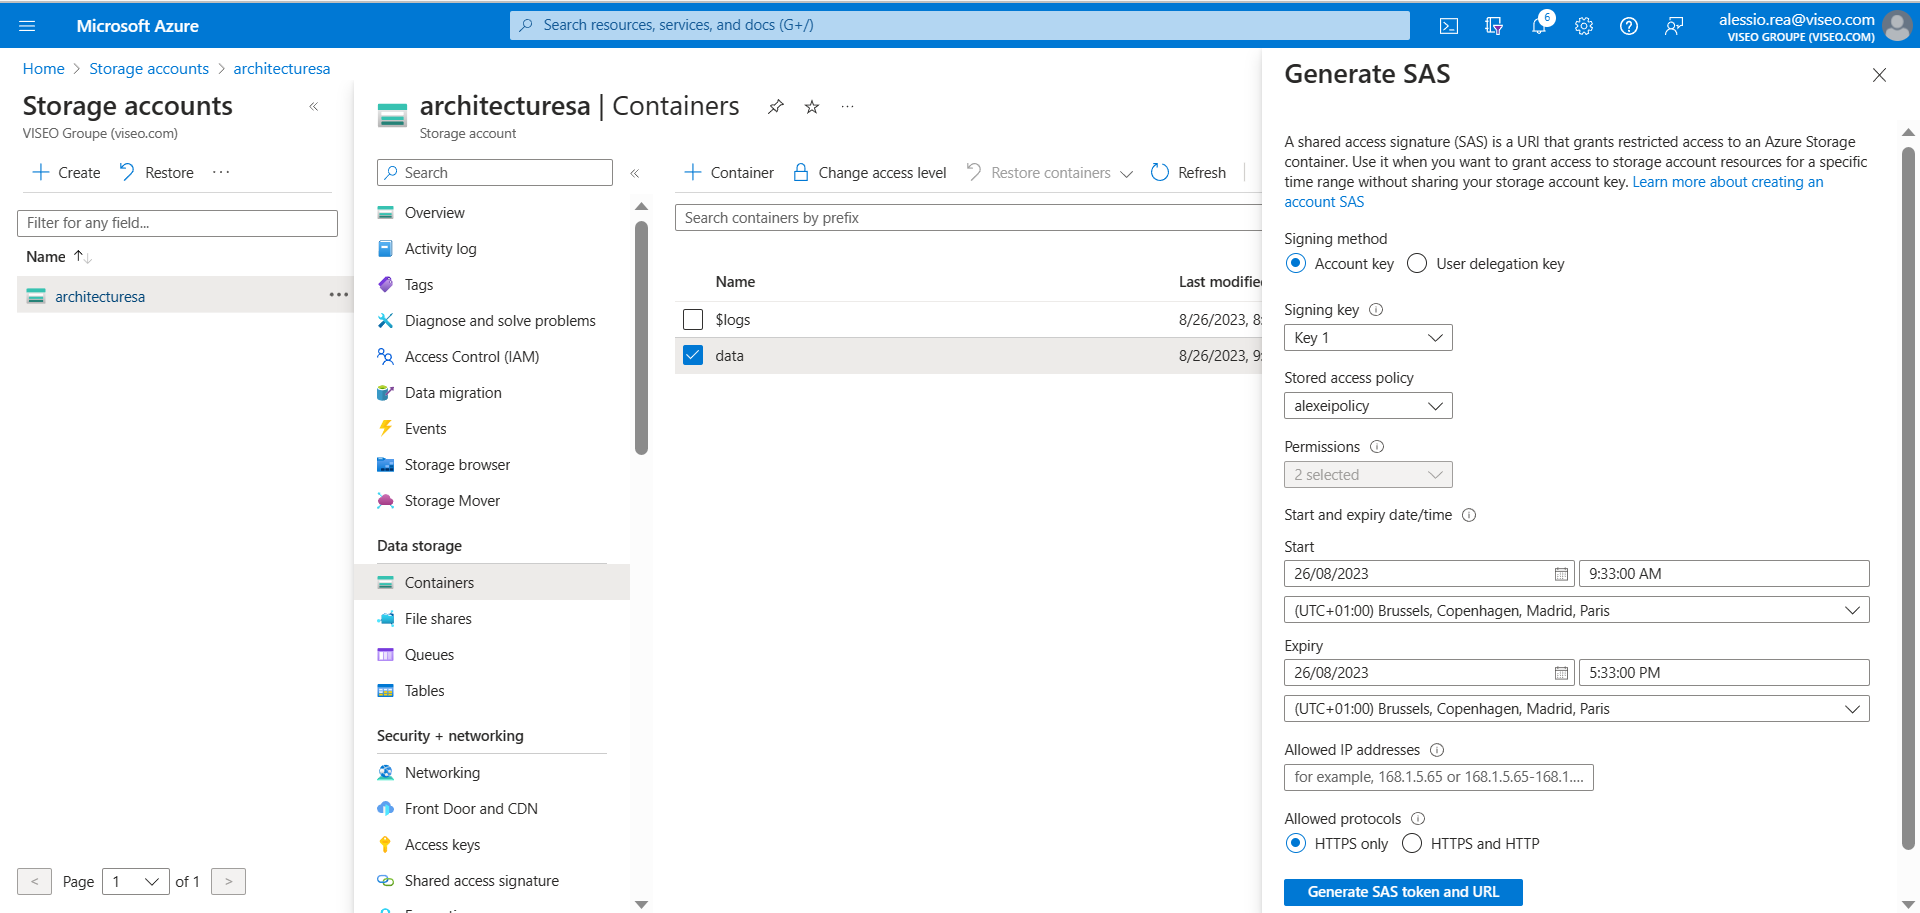 Microsoft Azure
Search resources, services, and docs (G+/)
6
alessio.rea@viseo.com
VISEO GROUPE (VISEO.COM)
Home > Storage accounts > architecturesa
Storage accounts
«
VISEO Groupe (viseo.com)
+ Create
Restore
...
Filter for any field...
Name ↑↓
architecturesa
...
< Page 1 of 1 >
architecturesa | Containers
...
Storage account
Search
«
Overview
Activity log
Tags
Diagnose and solve problems
Access Control (IAM)
Data migration
Events
Storage browser
Storage Mover
Data storage
Containers
File shares
Queues
Tables
Security + networking
Networking
Front Door and CDN
Access keys
Shared access signature
+ Container
Change access level
Restore containers
Refresh
Search containers by prefix
Name
Last modifie
$logs
8/26/2023, 8:
data
8/26/2023, 9:
Generate SAS
A shared access signature (SAS) is a URI that grants restricted access to an Azure Storage
container. Use it when you want to grant access to storage account resources for a specific
time range without sharing your storage account key. Learn more about creating an
account SAS
Signing method
Account key
User delegation key
Signing key
Key 1
Stored access policy
alexeipolicy
Permissions
2 selected
Start and expiry date/time
Start
26/08/2023
9:33:00 AM
(UTC+01:00) Brussels, Copenhagen, Madrid, Paris
Expiry
26/08/2023
5:33:00 PM
(UTC+01:00) Brussels, Copenhagen, Madrid, Paris
Allowed IP addresses
for example, 168.1.5.65 or 168.1.5.65-168.1....
Allowed protocols
HTTPS only
HTTPS and HTTP
Generate SAS token and URL